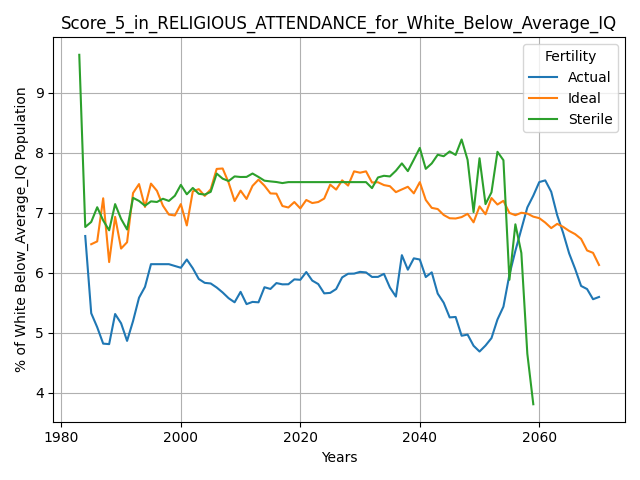 Score_5_in_RELIGIOUS_ATTENDANCE_for_White_Below_Average_IQ
Fertility
Actual
Ideal
Sterile
% of White Below_Average_IQ Population
9
8
7
6
5
4
1980
2000
2020
2040
2060
Years